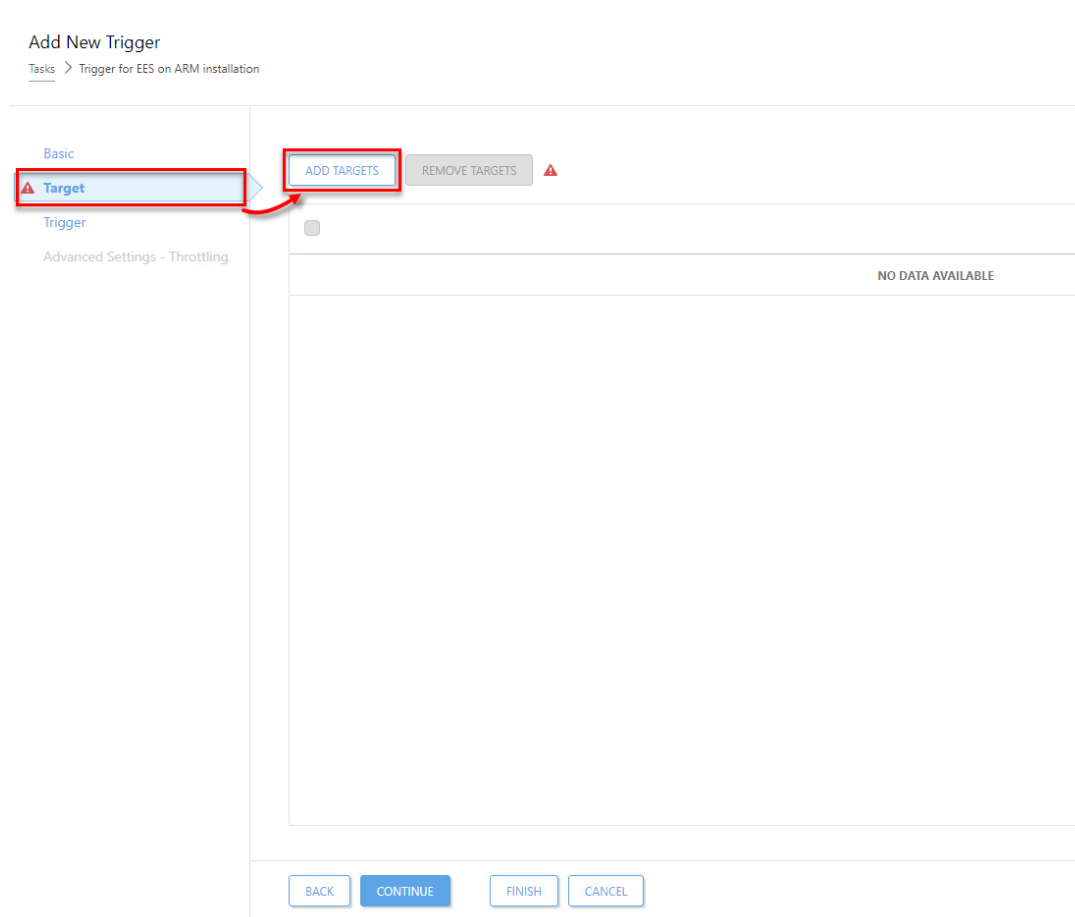 Add New Trigger
Tasks > Trigger for EES on ARM installation
Basic
Target
Trigger
Advanced Settings - Throttling
ADD TARGETS REMOVE TARGETS
NO DATA AVAILABLE
BACK CONTINUE FINISH CANCEL